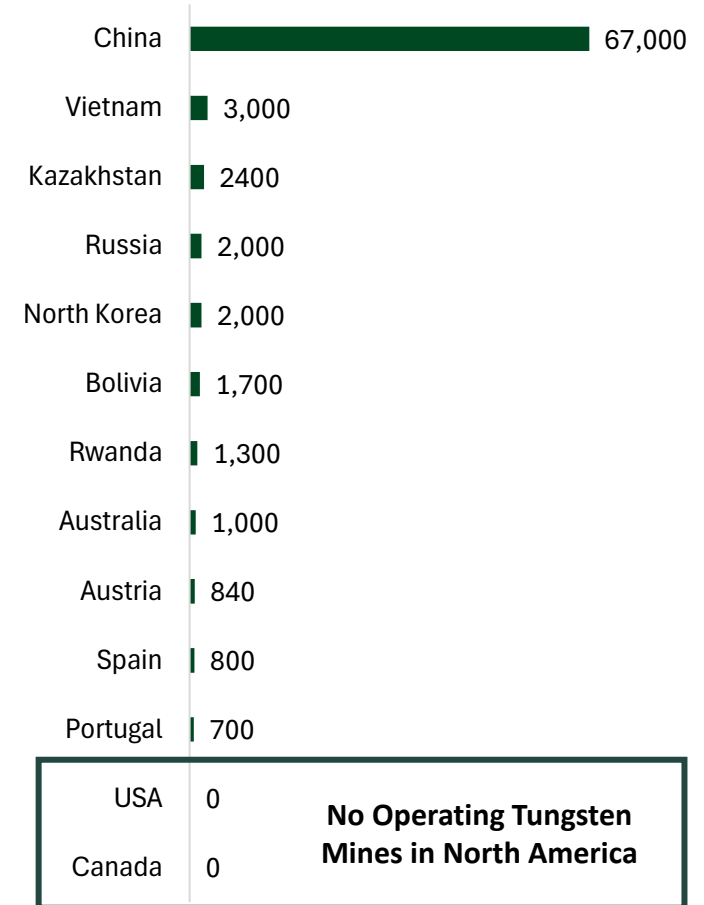 China 67,000
Vietnam 3,000
Kazakhstan 2400
Russia 2,000
North Korea 2,000
Bolivia 1,700
Rwanda 1,300
Australia 1,000
Austria 840
Spain 800
Portugal 700
USA 0
Canada 0
No Operating Tungsten
Mines in North America